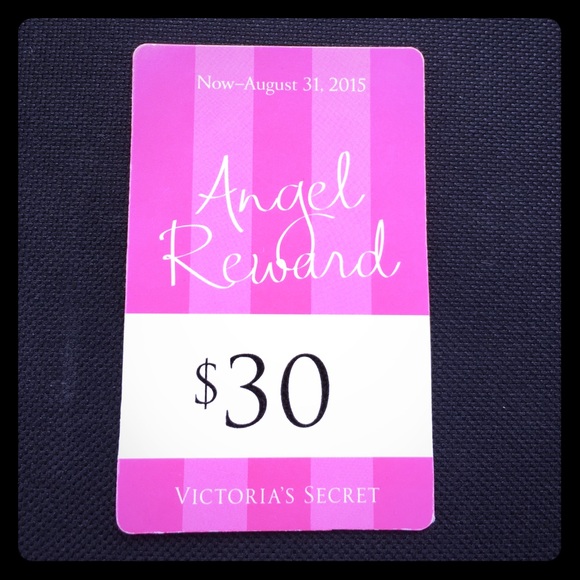 Now–August 31, 2015
Angel
Reward
$30
VICTORIA'S SECRET